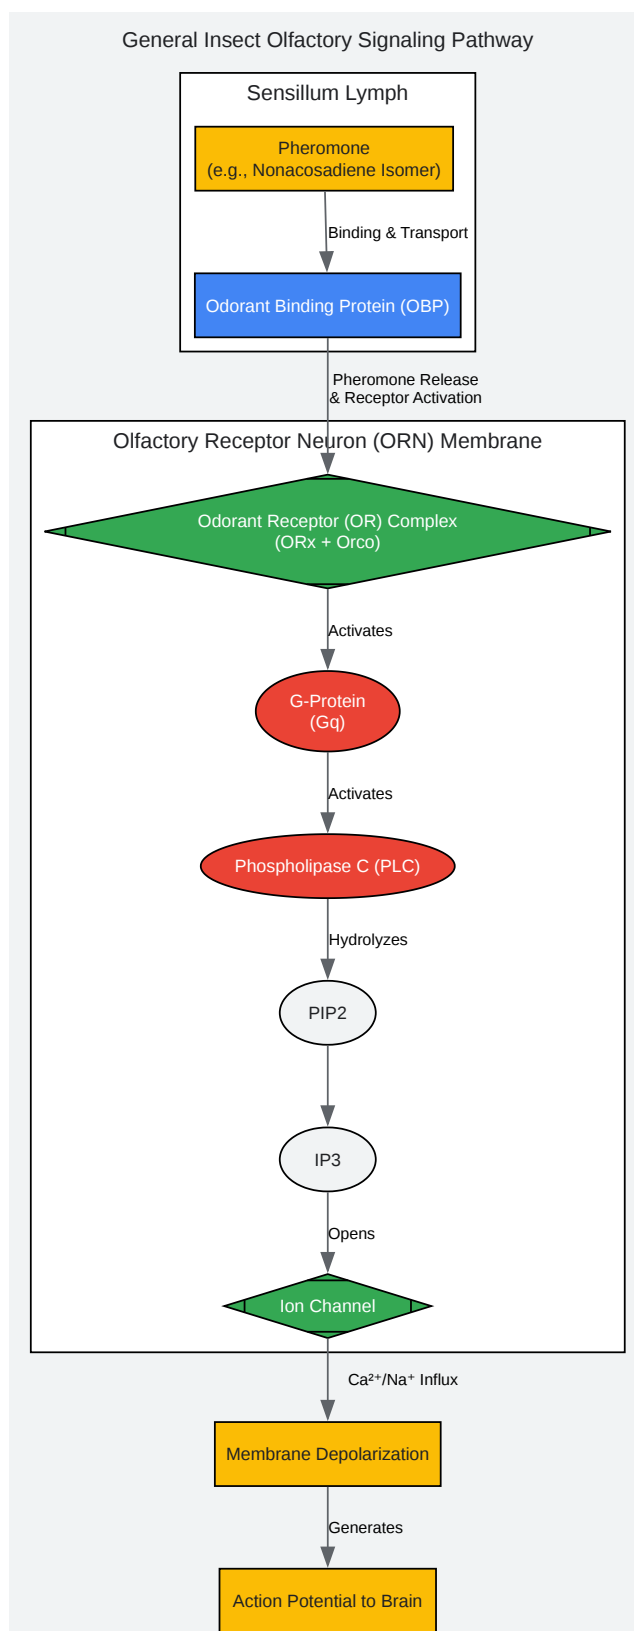 General Insect Olfactory Signaling Pathway
Sensillum Lymph
Pheromone
(e.g., Nonacosadiene Isomer)
Binding & Transport
Odorant Binding Protein (OBP)
Pheromone Release
& Receptor Activation
Olfactory Receptor Neuron (ORN) Membrane
Odorant Receptor (OR) Complex
(ORx + Orco)
Activates
G-Protein
(Gq)
Activates
Phospholipase C (PLC)
Hydrolyzes
PIP2
IP3
Opens
Ion Channel
Ca²⁺/Na⁺ Influx
Membrane Depolarization
Generates
Action Potential to Brain